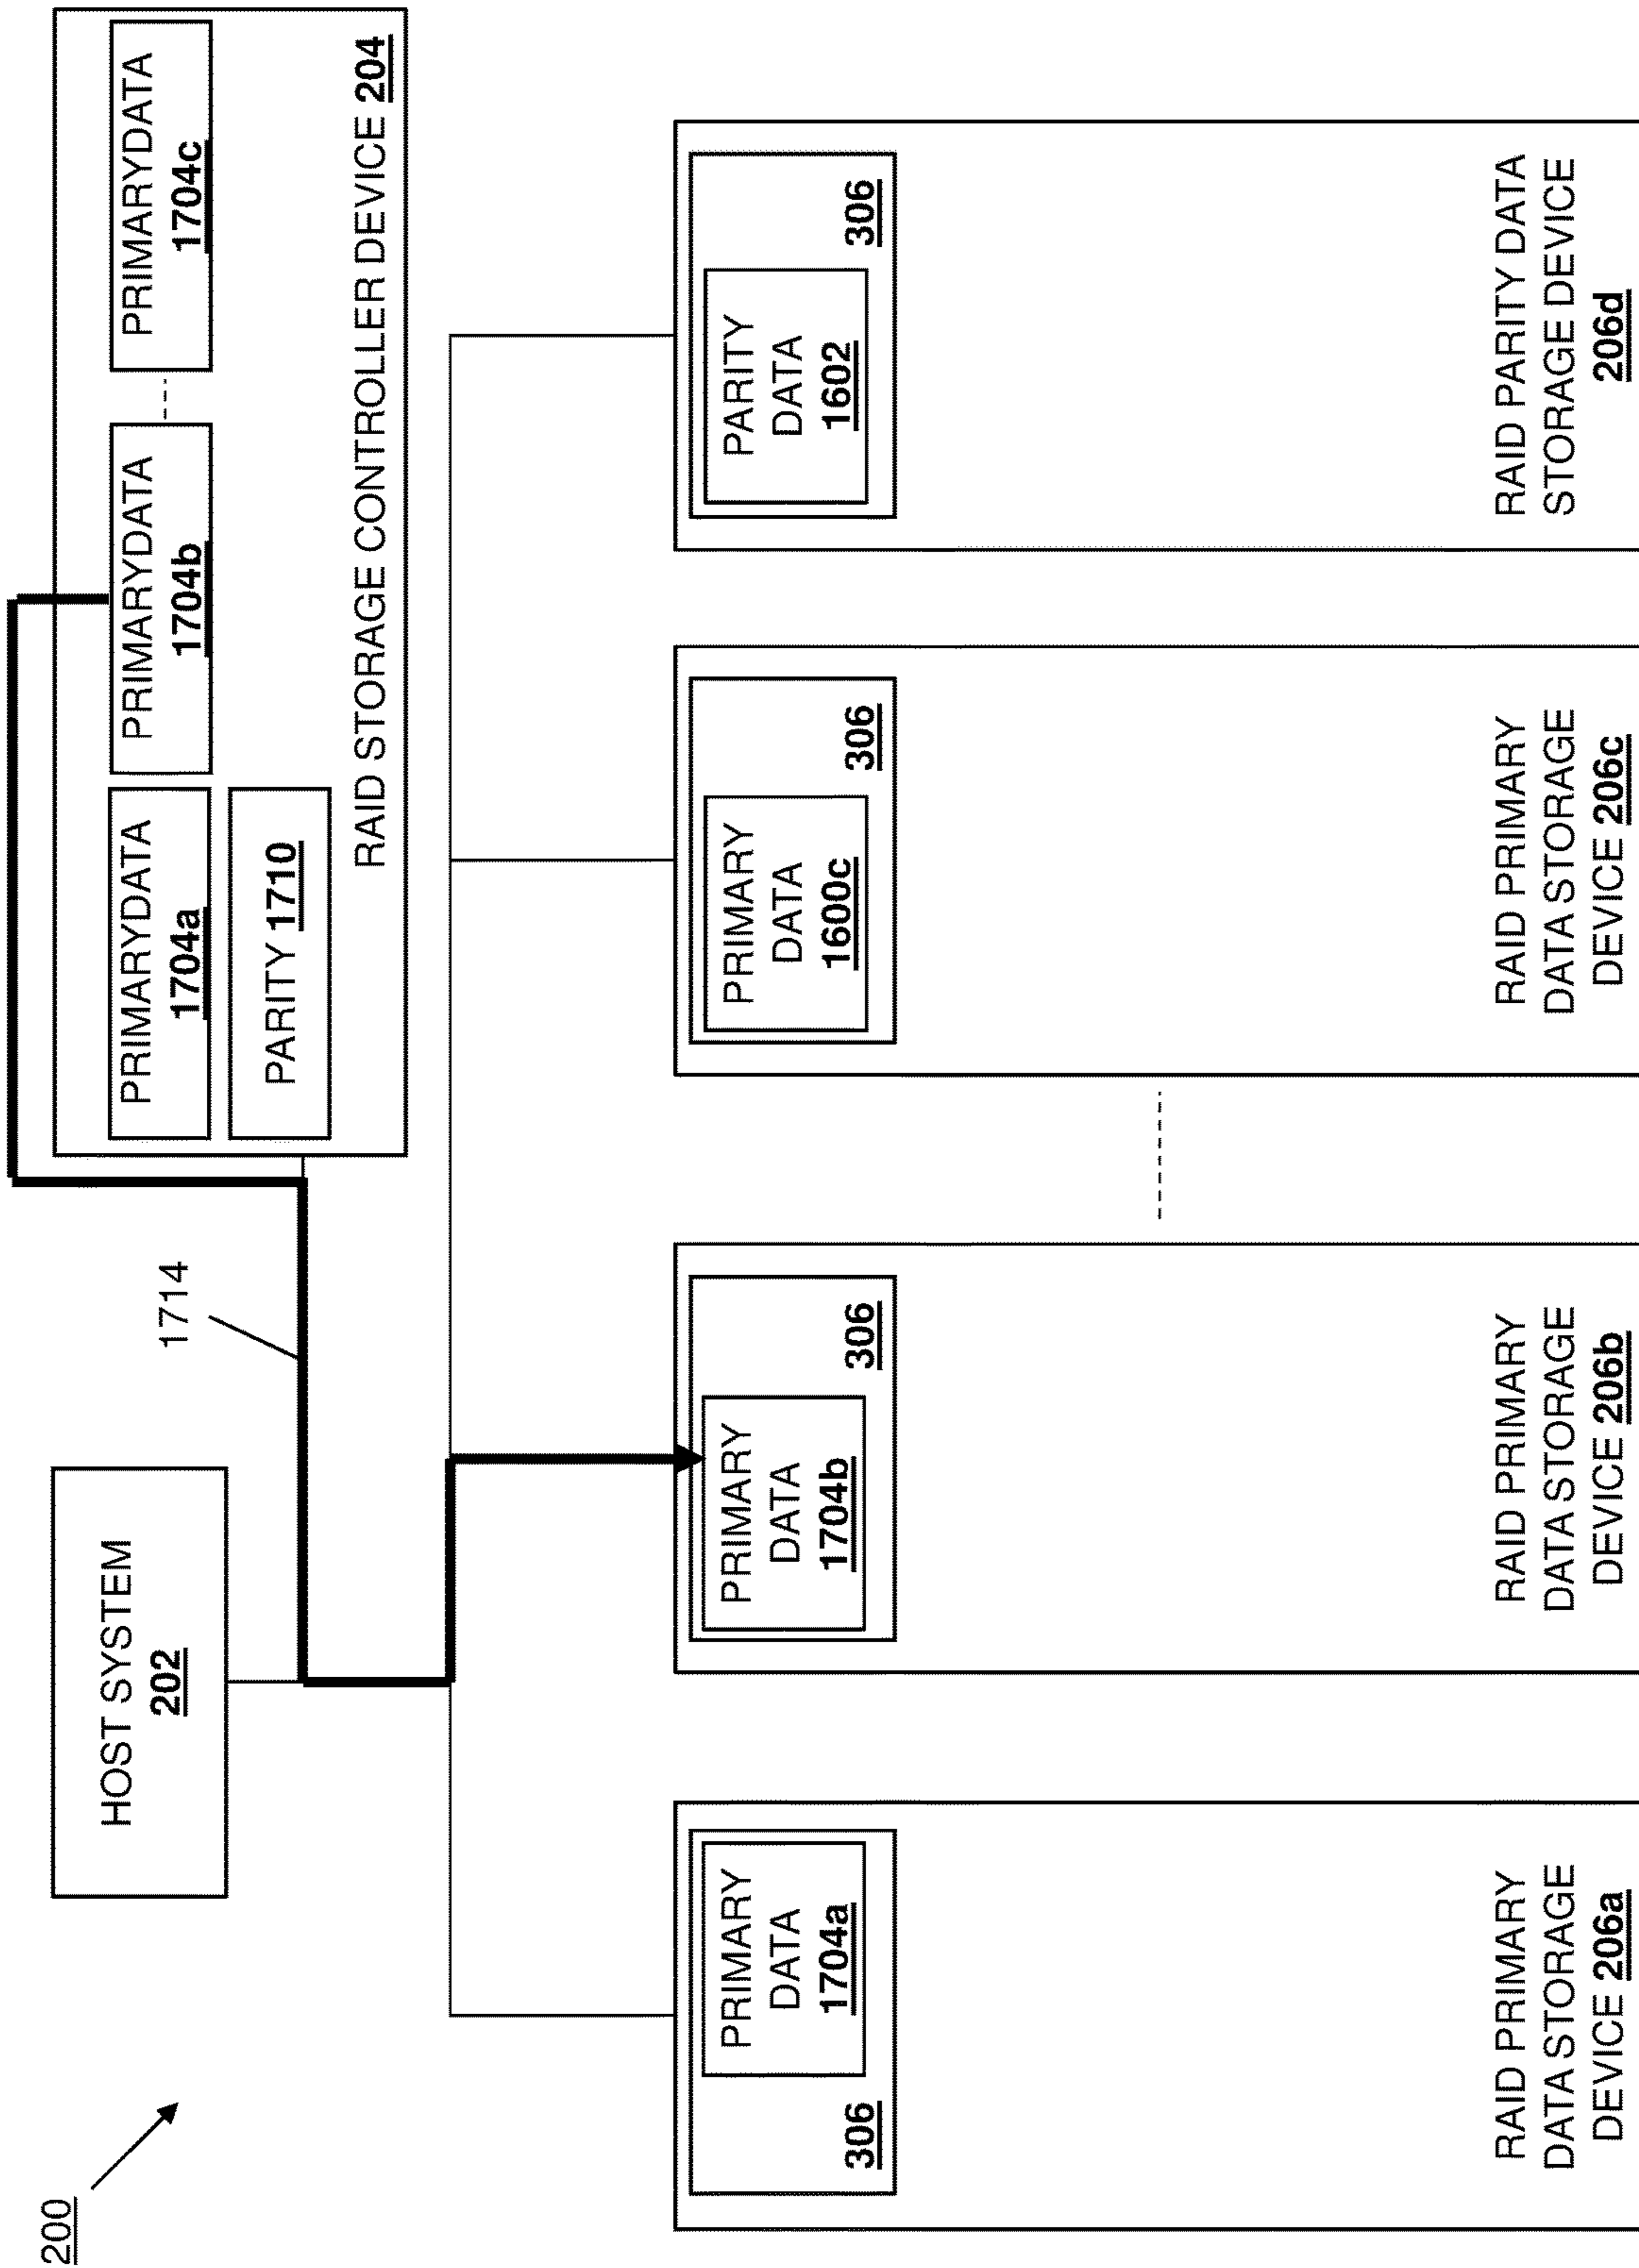 200
HOST SYSTEM
202
1714
PRIMARYDATA
1704a
PRIMARYDATA
1704b
PRIMARYDATA
1704c
PARITY 1710
RAID STORAGE CONTROLLER DEVICE 204
PRIMARY
DATA
1704a
306
RAID PRIMARY
DATA STORAGE
DEVICE 206a
PRIMARY
DATA
1704b
306
RAID PRIMARY
DATA STORAGE
DEVICE 206b
PRIMARY
DATA
1600c
306
RAID PRIMARY
DATA STORAGE
DEVICE 206c
PARITY
DATA
1602
306
RAID PARITY DATA
STORAGE DEVICE
206d